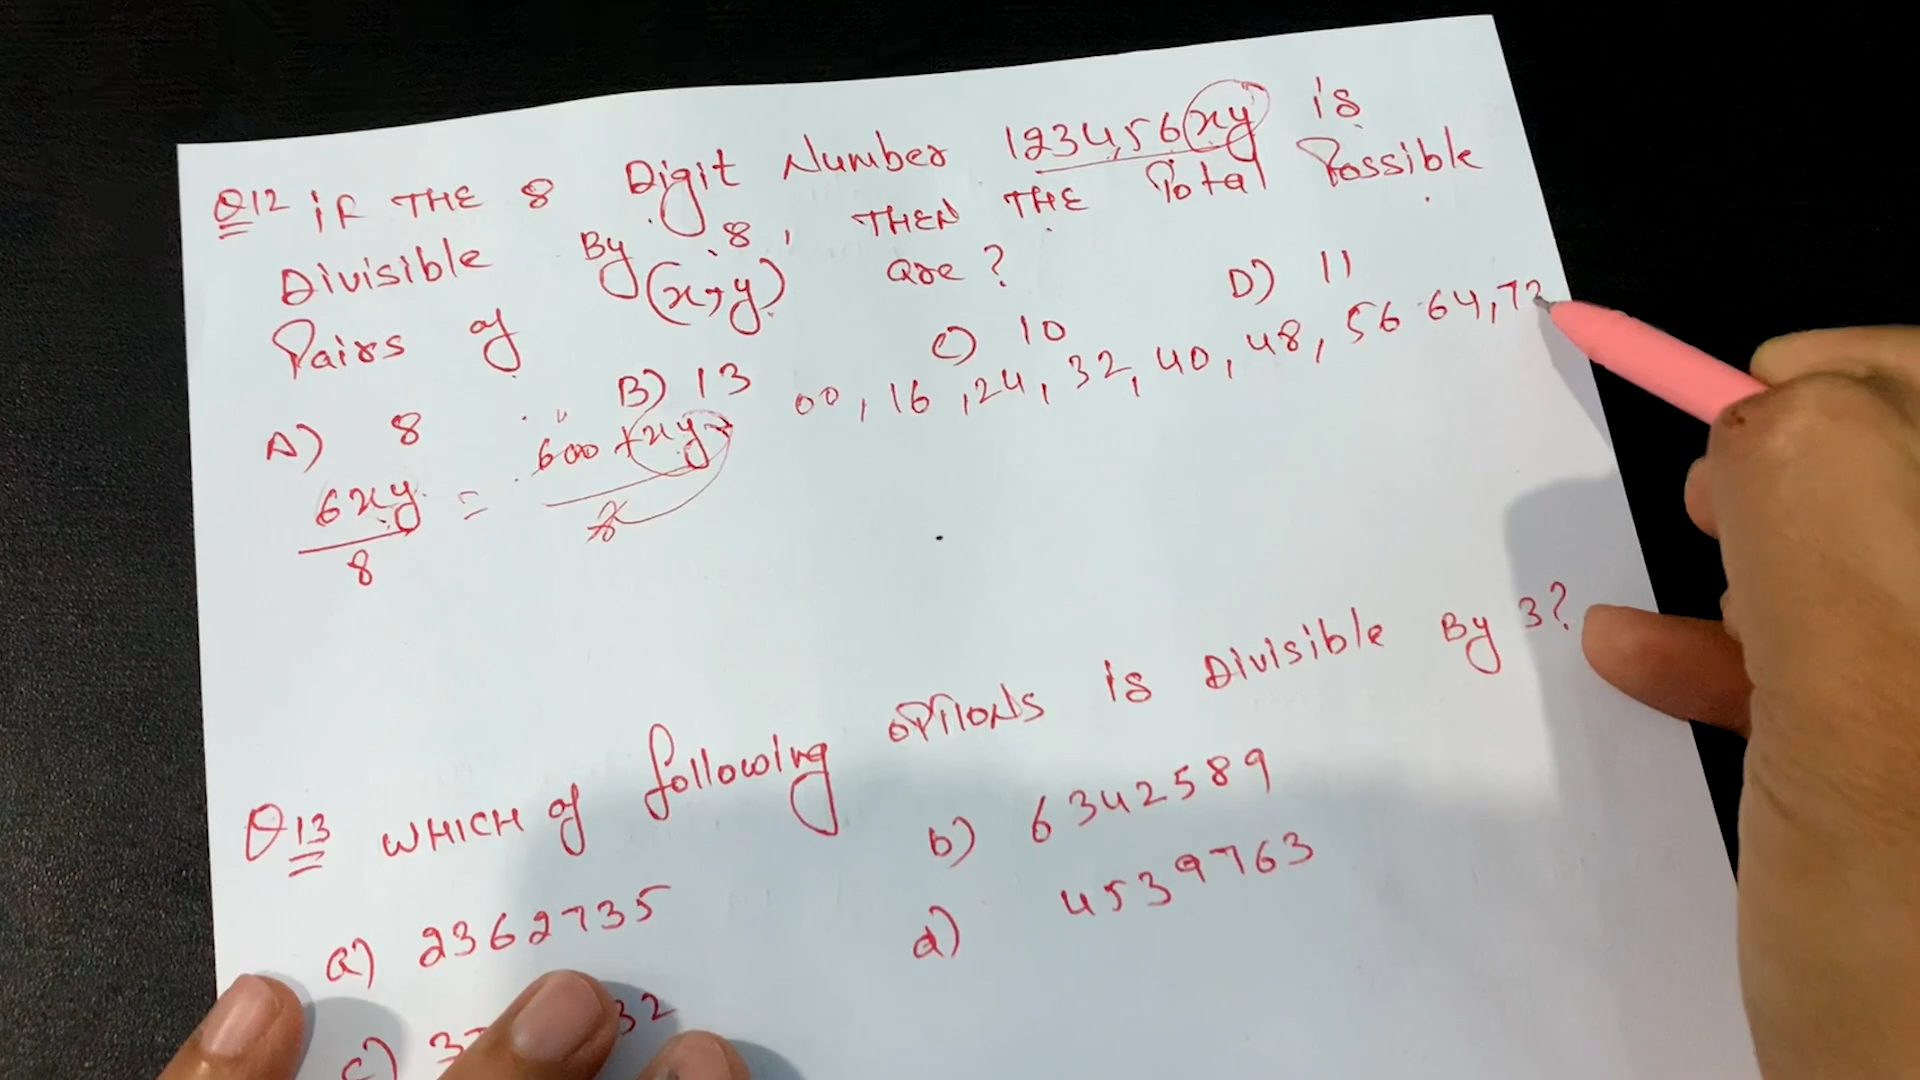 Q12 iF THE 8 Digit Number 123456xy is
Divisible By 8, THEN THE Total Possible
Pairs of (x,y) are?
A) 8 B) 13 C) 10 D) 11
00, 16, 24, 32, 40, 48, 56 64, 72
6xy/8 = 600+xy/8
Q13 WHICH of following OPTIONS is Divisible By 3?
a) 2362735 b) 6342589
c) 3 32 d) 4539763